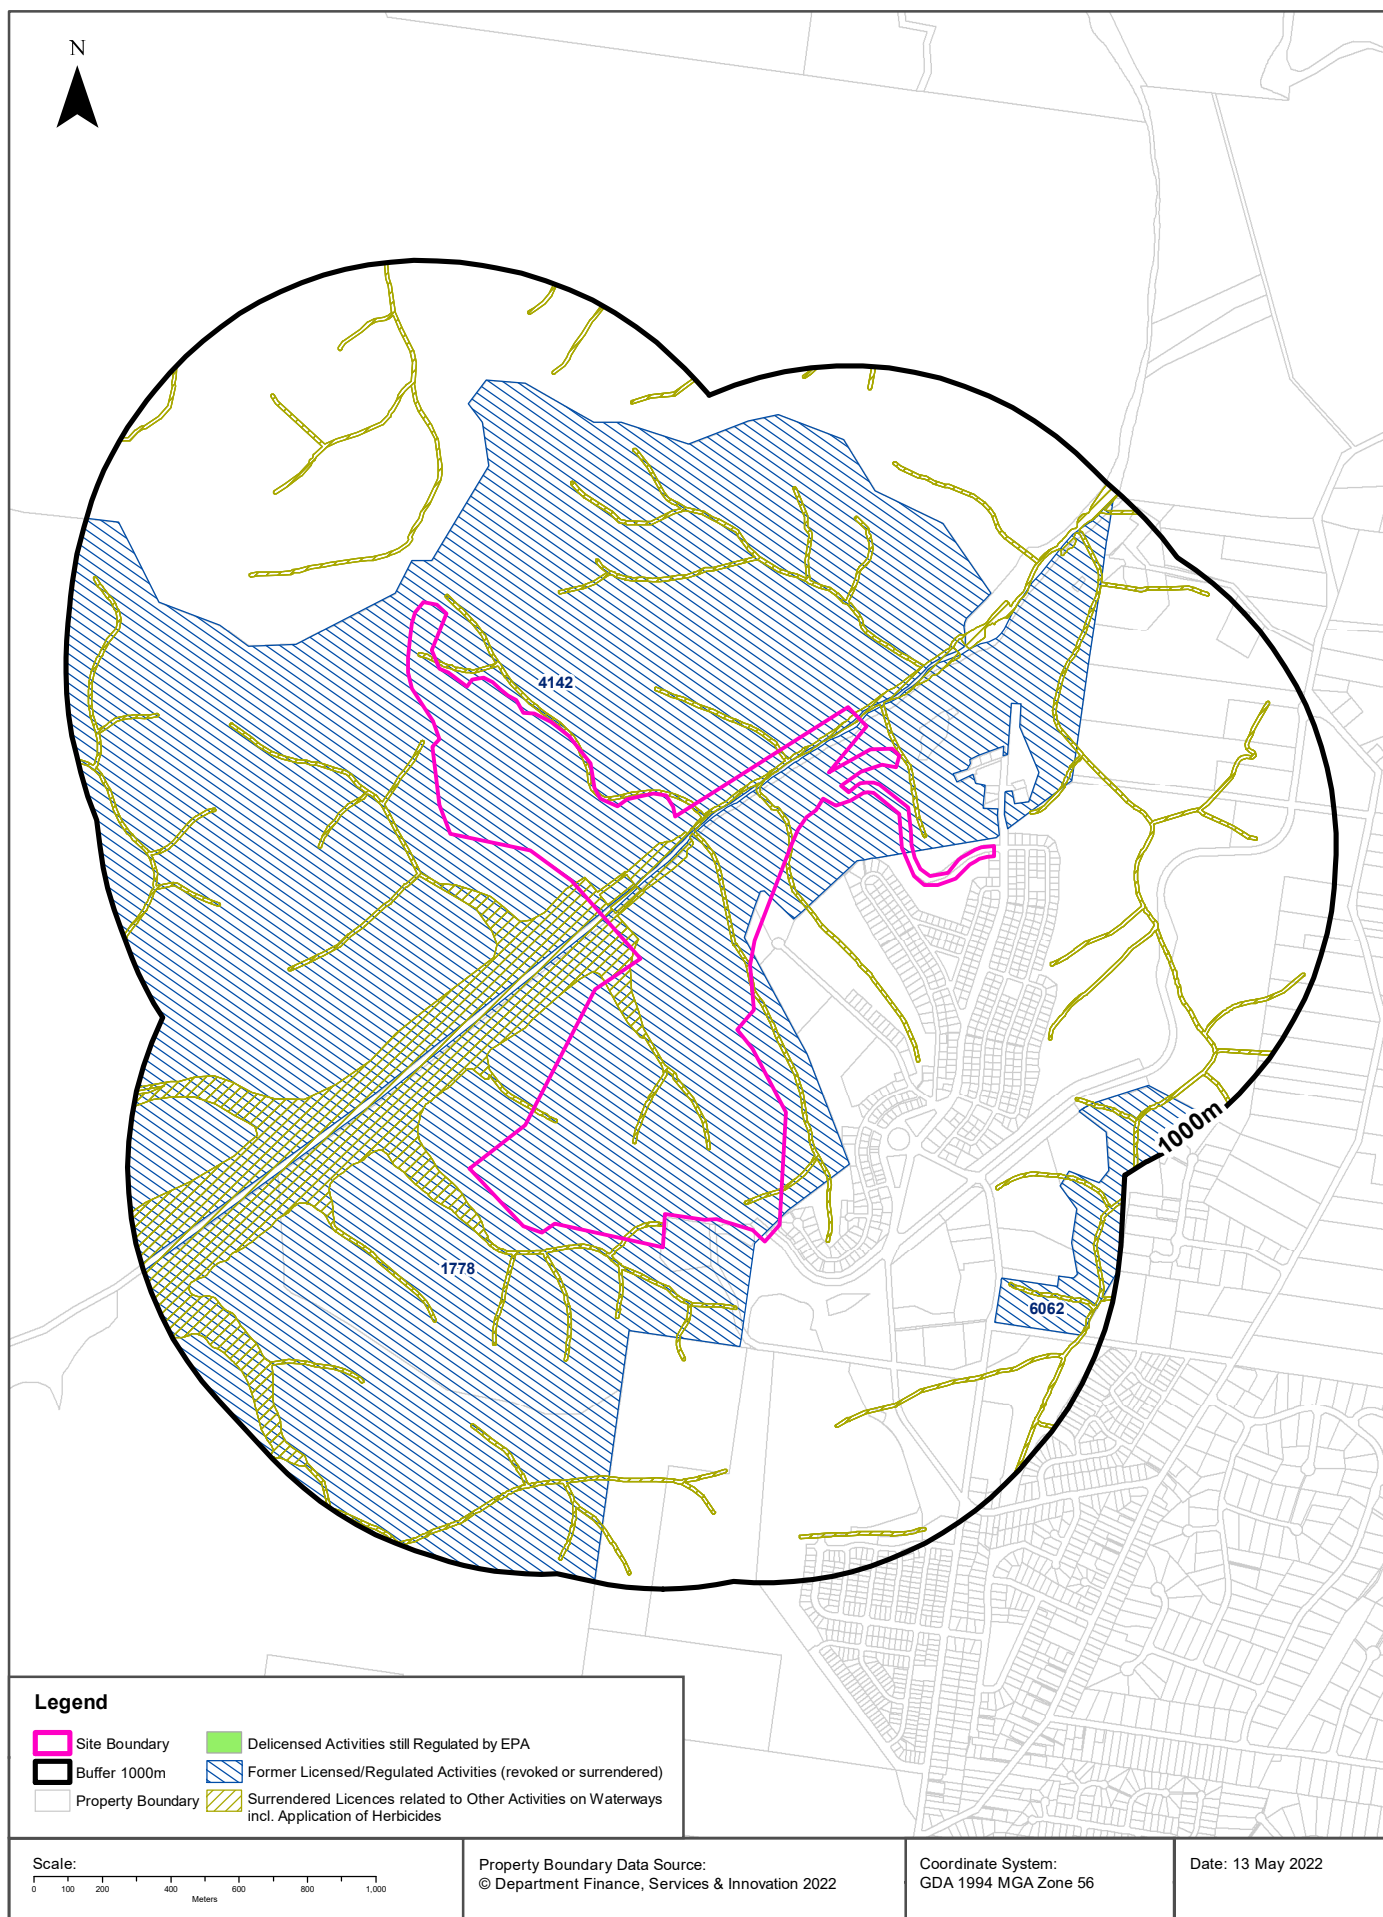 N
4142
1000m
1778
6062
Legend
Site Boundary
Buffer 1000m
Property Boundary
Delicensed Activities still Regulated by EPA
Former Licensed/Regulated Activities (revoked or surrendered)
Surrendered Licences related to Other Activities on Waterways
incl. Application of Herbicides
Scale:
0 100 200 400 600 800 1,000
Meters
Property Boundary Data Source:
© Department Finance, Services & Innovation 2022
Coordinate System:
GDA 1994 MGA Zone 56
Date: 13 May 2022